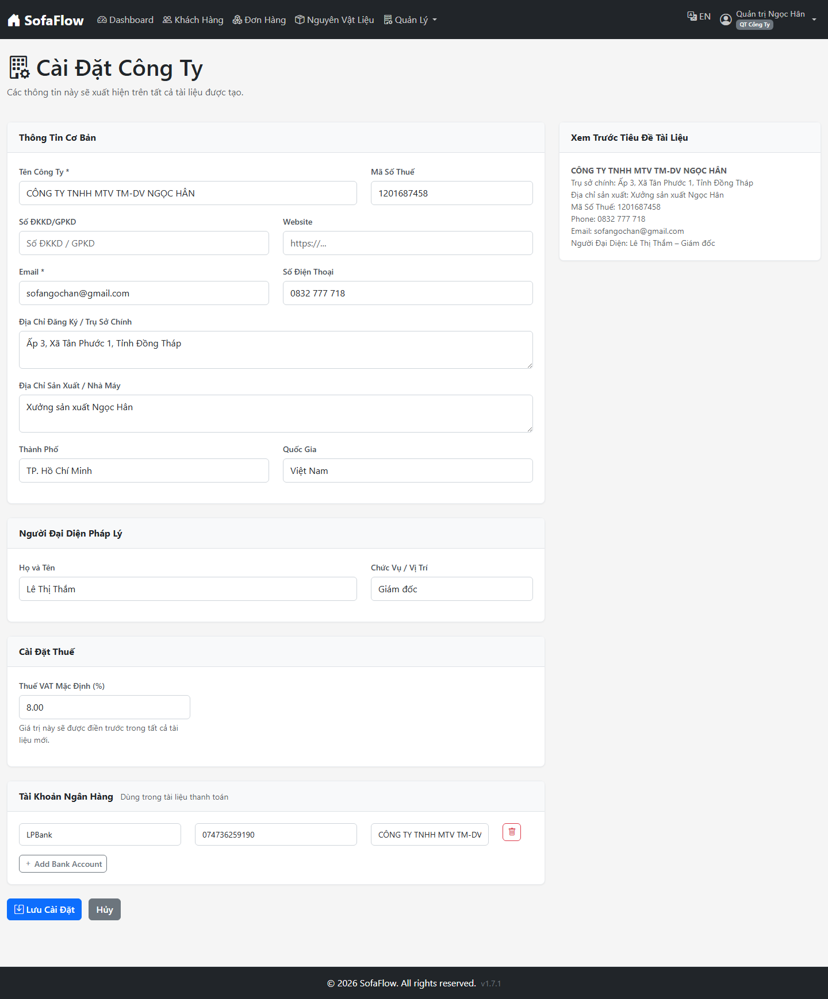 SofaFlow
Dashboard
Khách Hàng
Đơn Hàng
Nguyên Vật Liệu
Quản Lý
EN
Quản trị Ngọc Hân
QT Công Ty
Cài Đặt Công Ty
Các thông tin này sẽ xuất hiện trên tất cả tài liệu được tạo.
Thông Tin Cơ Bản
Tên Công Ty *
Mã Số Thuế
CÔNG TY TNHH MTV TM-DV NGỌC HÂN
1201687458
Số ĐKKD/GPKD
Website
Số ĐKKD / GPKD
https://...
Email *
Số Điện Thoại
sofangochan@gmail.com
0832 777 718
Địa Chỉ Đăng Ký / Trụ Sở Chính
Ấp 3, Xã Tân Phước 1, Tỉnh Đồng Tháp
Địa Chỉ Sản Xuất / Nhà Máy
Xưởng sản xuất Ngọc Hân
Thành Phố
Quốc Gia
TP. Hồ Chí Minh
Việt Nam
Người Đại Diện Pháp Lý
Họ và Tên
Chức Vụ / Vị Trí
Lê Thị Thắm
Giám đốc
Cài Đặt Thuế
Thuế VAT Mặc Định (%)
8.00
Giá trị này sẽ được điền trước trong tất cả tài
liệu mới.
Tài Khoản Ngân Hàng Dùng trong tài liệu thanh toán
LPBank
074736259190
CÔNG TY TNHH MTV TM-DV
+ Add Bank Account
Lưu Cài Đặt
Hủy
Xem Trước Tiêu Đề Tài Liệu
CÔNG TY TNHH MTV TM-DV NGỌC HÂN
Trụ sở chính: Ấp 3, Xã Tân Phước 1, Tỉnh Đồng Tháp
Địa chỉ sản xuất: Xưởng sản xuất Ngọc Hân
Mã Số Thuế: 1201687458
Phone: 0832 777 718
Email: sofangochan@gmail.com
Người Đại Diện: Lê Thị Thắm – Giám đốc
© 2026 SofaFlow. All rights reserved. v1.7.1